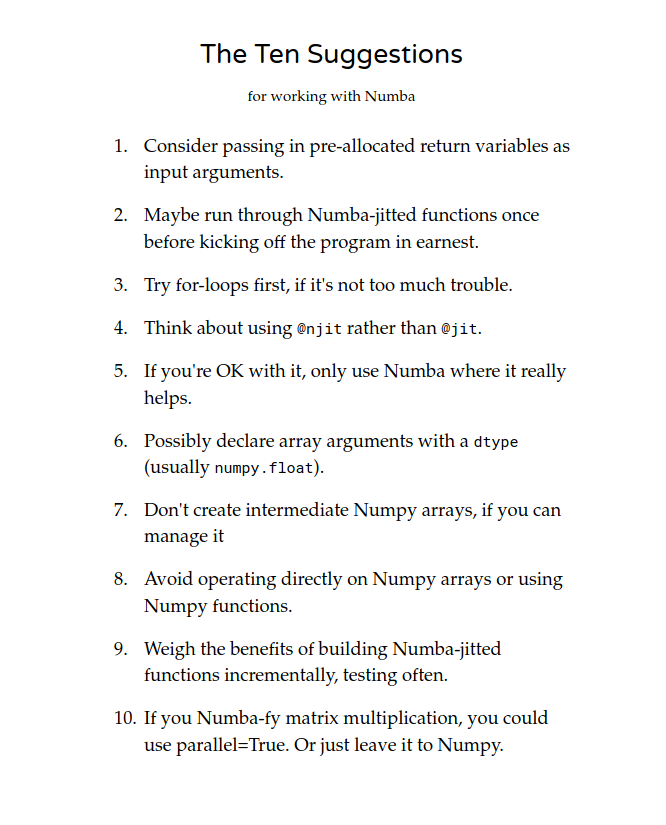 The Ten Suggestions
for working with Numba
1. Consider passing in pre-allocated return variables as
input arguments.
2. Maybe run through Numba-jitted functions once
before kicking off the program in earnest.
3. Try for-loops first, if it's not too much trouble.
4. Think about using @njit rather than @jit.
5. If you're OK with it, only use Numba where it really
helps.
6. Possibly declare array arguments with a dtype
(usually numpy.float).
7. Don't create intermediate Numpy arrays, if you can
manage it
8. Avoid operating directly on Numpy arrays or using
Numpy functions.
9. Weigh the benefits of building Numba-jitted
functions incrementally, testing often.
10. If you Numba-fy matrix multiplication, you could
use parallel=True. Or just leave it to Numpy.